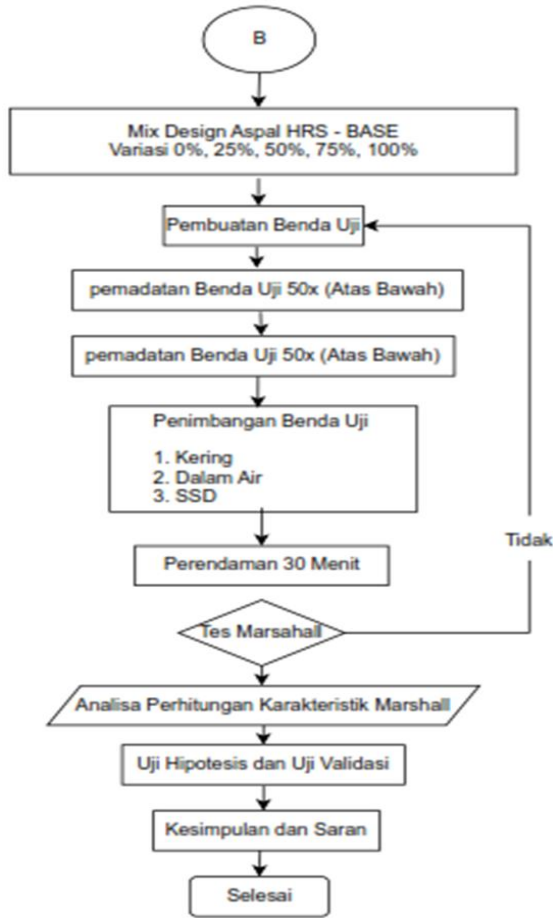 B
Mix Design Aspal HRS - BASE
Variasi 0%, 25%, 50%, 75%, 100%
Pembuatan Benda Uji
pemadatan Benda Uji 50x (Atas Bawah)
pemadatan Benda Uji 50x (Atas Bawah)
Penimbangan Benda Uji
1. Kering
2. Dalam Air
3. SSD
Perendaman 30 Menit
Tidak
Tes Marsahall
Analisa Perhitungan Karakteristik Marshall
Uji Hipotesis dan Uji Validasi
Kesimpulan dan Saran
Selesai